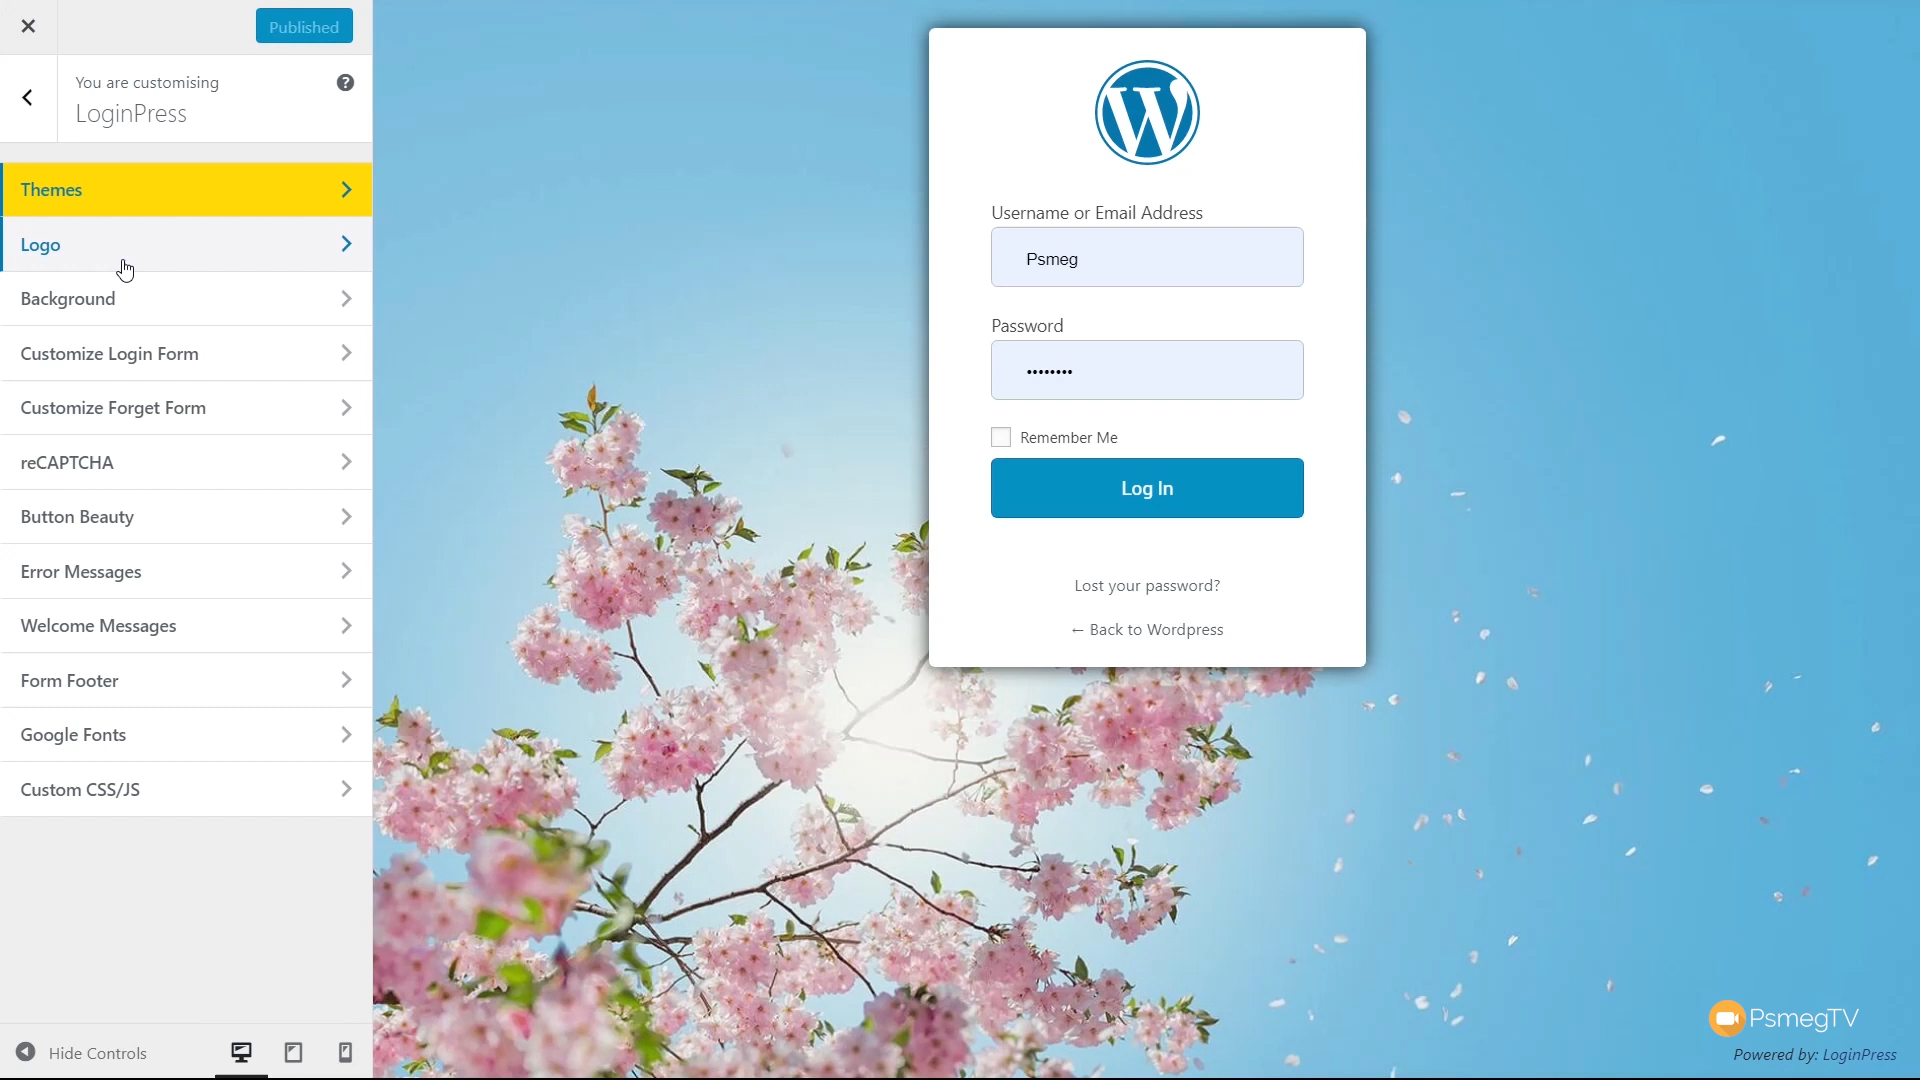 Published
You are customising
LoginPress
Themes
Logo
Background
Customize Login Form
Customize Forget Form
reCAPTCHA
Button Beauty
Error Messages
Welcome Messages
Form Footer
Google Fonts
Custom CSS/JS
Hide Controls
Username or Email Address
Psmeg
Password
••••••••
Remember Me
Log In
Lost your password?
← Back to Wordpress
PsmegTV
Powered by: LoginPress